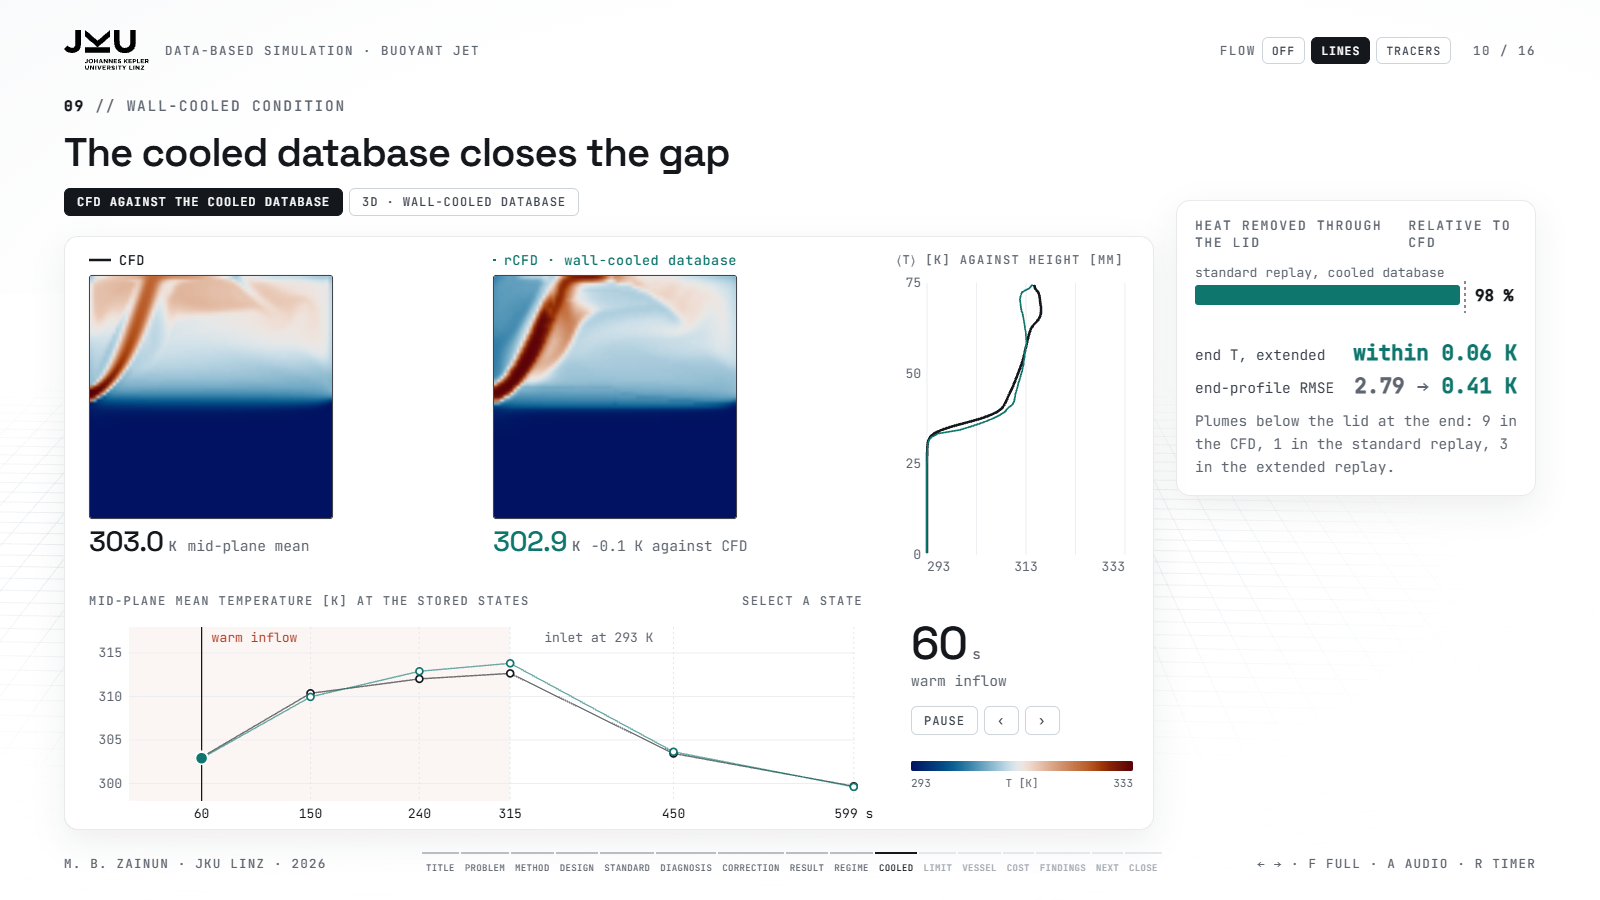 JKU
JOHANNES KEPLER
UNIVERSITY LINZ
DATA-BASED SIMULATION · BUOYANT JET
FLOW OFF LINES TRACERS 10 / 16
09 // WALL-COOLED CONDITION
The cooled database closes the gap
CFD AGAINST THE COOLED DATABASE
3D · WALL-COOLED DATABASE
CFD
rCFD · wall-cooled database
⟨T⟩ [K] AGAINST HEIGHT [MM]
75
50
25
0
293 313 333
303.0 K mid-plane mean
302.9 K -0.1 K against CFD
MID-PLANE MEAN TEMPERATURE [K] AT THE STORED STATES
SELECT A STATE
warm inflow
inlet at 293 K
315
310
305
300
60 150 240 315 450 599 s
60 s
warm inflow
PAUSE ‹ ›
293 T [K] 333
HEAT REMOVED THROUGH THE LID
RELATIVE TO CFD
standard replay, cooled database
98 %
end T, extended within 0.06 K
end-profile RMSE 2.79 → 0.41 K
Plumes below the lid at the end: 9 in
the CFD, 1 in the standard replay, 3
in the extended replay.
M. B. ZAINUN · JKU LINZ · 2026
TITLE PROBLEM METHOD DESIGN STANDARD DIAGNOSIS CORRECTION RESULT REGIME COOLED LIMIT VESSEL COST FINDINGS NEXT CLOSE
← → · F FULL · A AUDIO · R TIMER